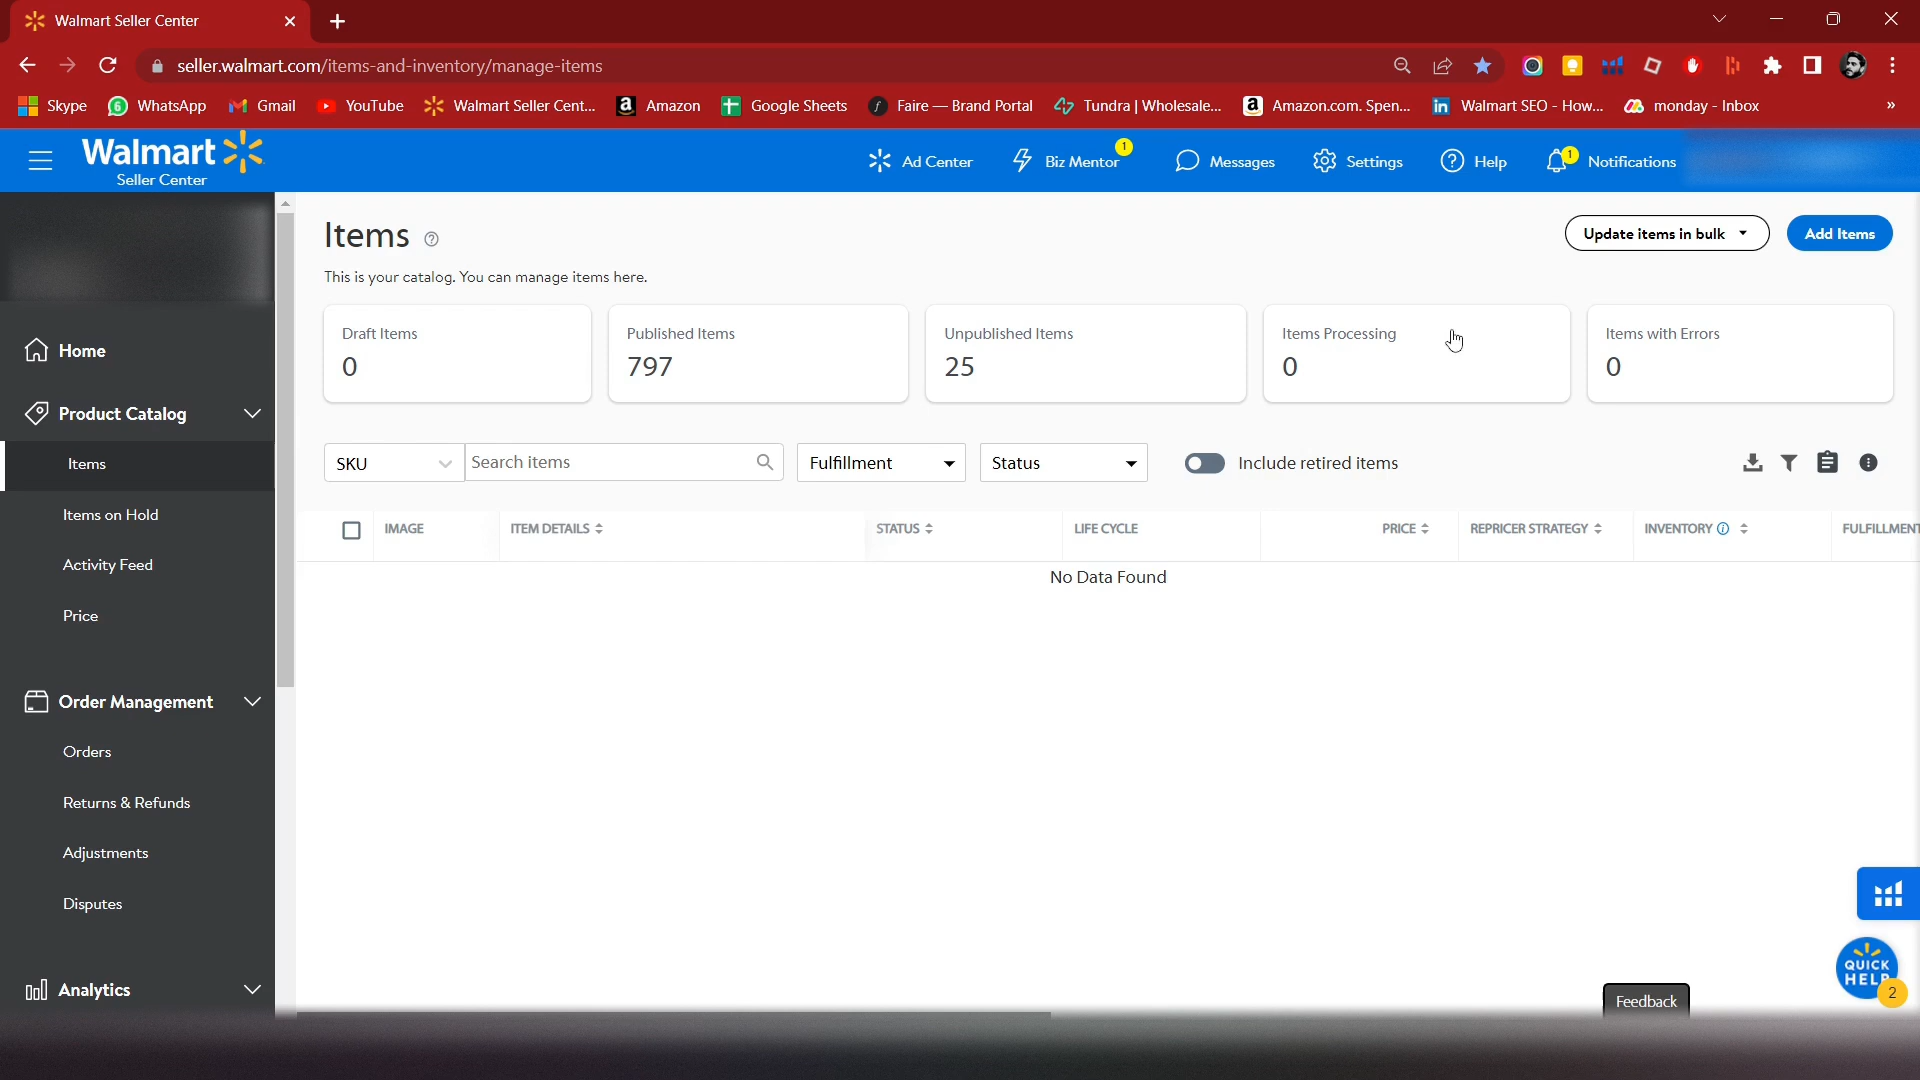 Walmart Seller Center
seller.walmart.com/items-and-inventory/manage-items
Skype WhatsApp Gmail YouTube Walmart Seller Cent... Amazon Google Sheets Faire — Brand Portal Tundra | Wholesale... Amazon.com. Spen... Walmart SEO - How... monday - Inbox »
Walmart
Seller Center
Ad Center Biz Mentor 1 Messages Settings Help 1 Notifications
Items
Update items in bulk Add Items
This is your catalog. You can manage items here.
Draft Items Published Items Unpublished Items Items Processing Items with Errors
0 797 25 0 0
SKU Search items Fulfillment Status Include retired items
IMAGE ITEM DETAILS STATUS LIFE CYCLE PRICE REPRICER STRATEGY INVENTORY FULFILLMENT
No Data Found
Home
Product Catalog
Items
Items on Hold
Activity Feed
Price
Order Management
Orders
Returns & Refunds
Adjustments
Disputes
Analytics
QUICK
HELP
2
Feedback